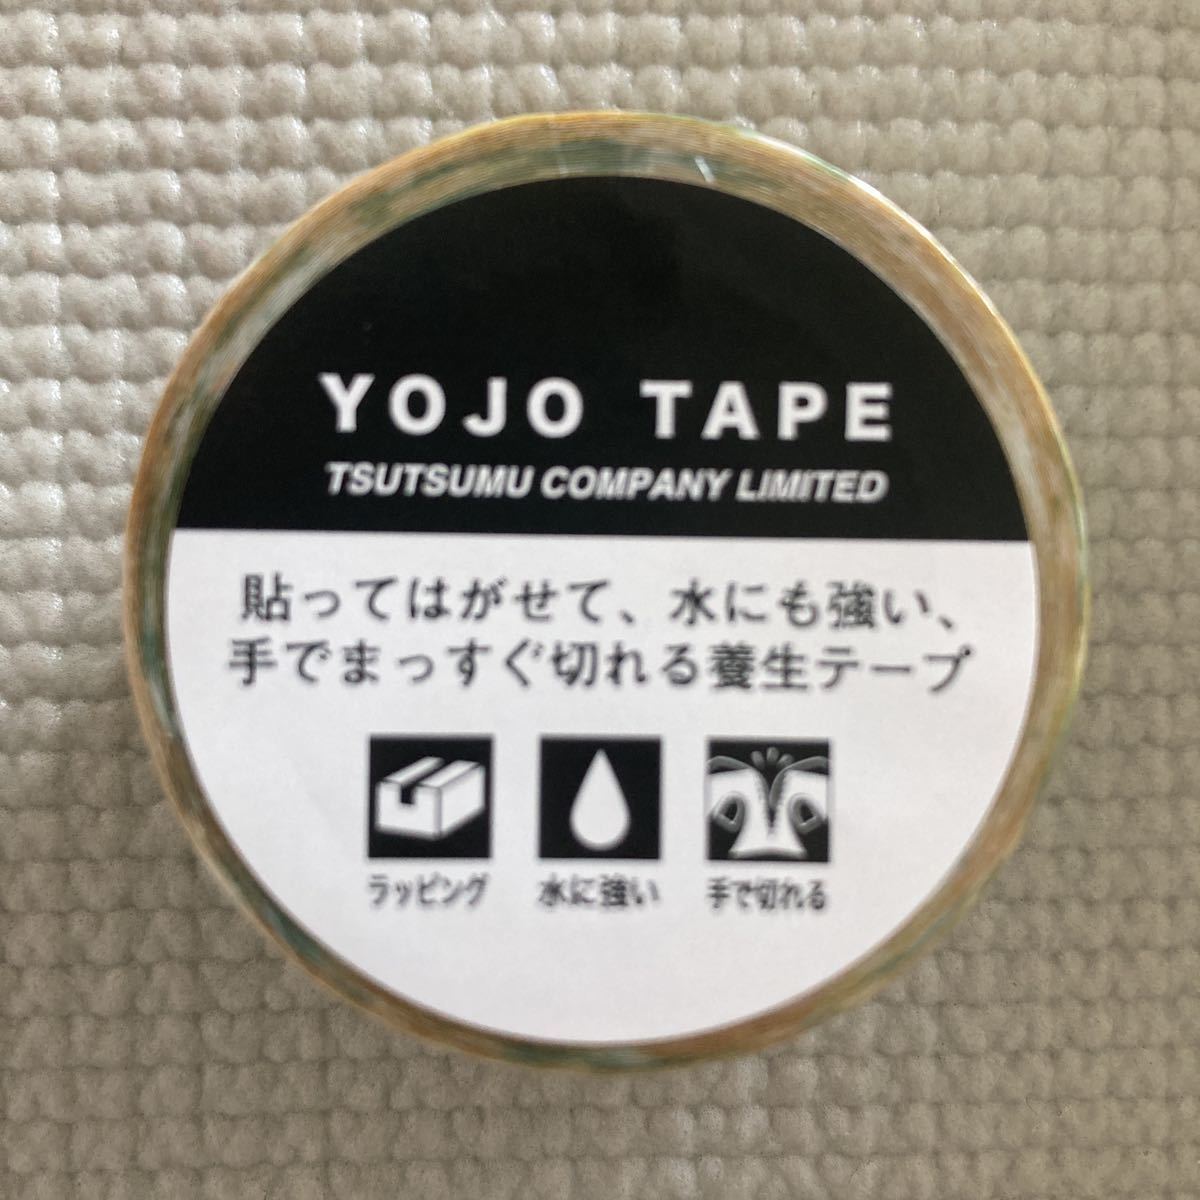 YOJO TAPE
TSUTSUMU COMPANY LIMITED
貼ってはがせて、水にも強い、
手でまっすぐ切れる養生テープ
ラッピング
水に強い
手で切れる